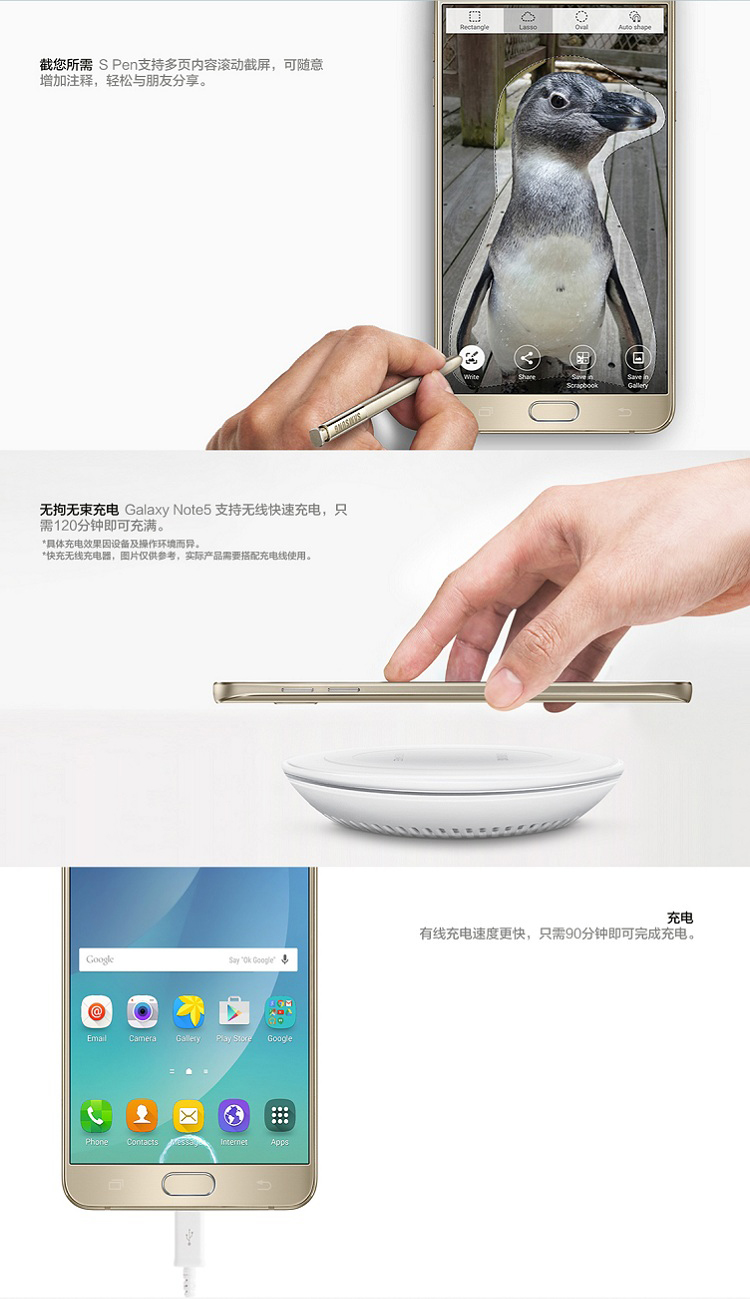 Rectangle
Lasso
Oval
Auto shape
截您所需 S Pen支持多页内容滚动截屏，可随意
增加注释，轻松与朋友分享。
Write
Share
Save in
Scrapbook
Save in
Gallery
SAMSUNG
无拘无束充电 Galaxy Note5 支持无线快速充电，只
需120分钟即可充满。
*具体充电效果因设备及操作环境而异。
*快充无线充电器，图片仅供参考，实际产品需要搭配充电线使用。
充电
有线充电速度更快，只需90分钟即可完成充电。
Google
Say "Ok Google"
Email
Camera
Gallery
Play Store
Google
Phone
Contacts
Messages
Internet
Apps